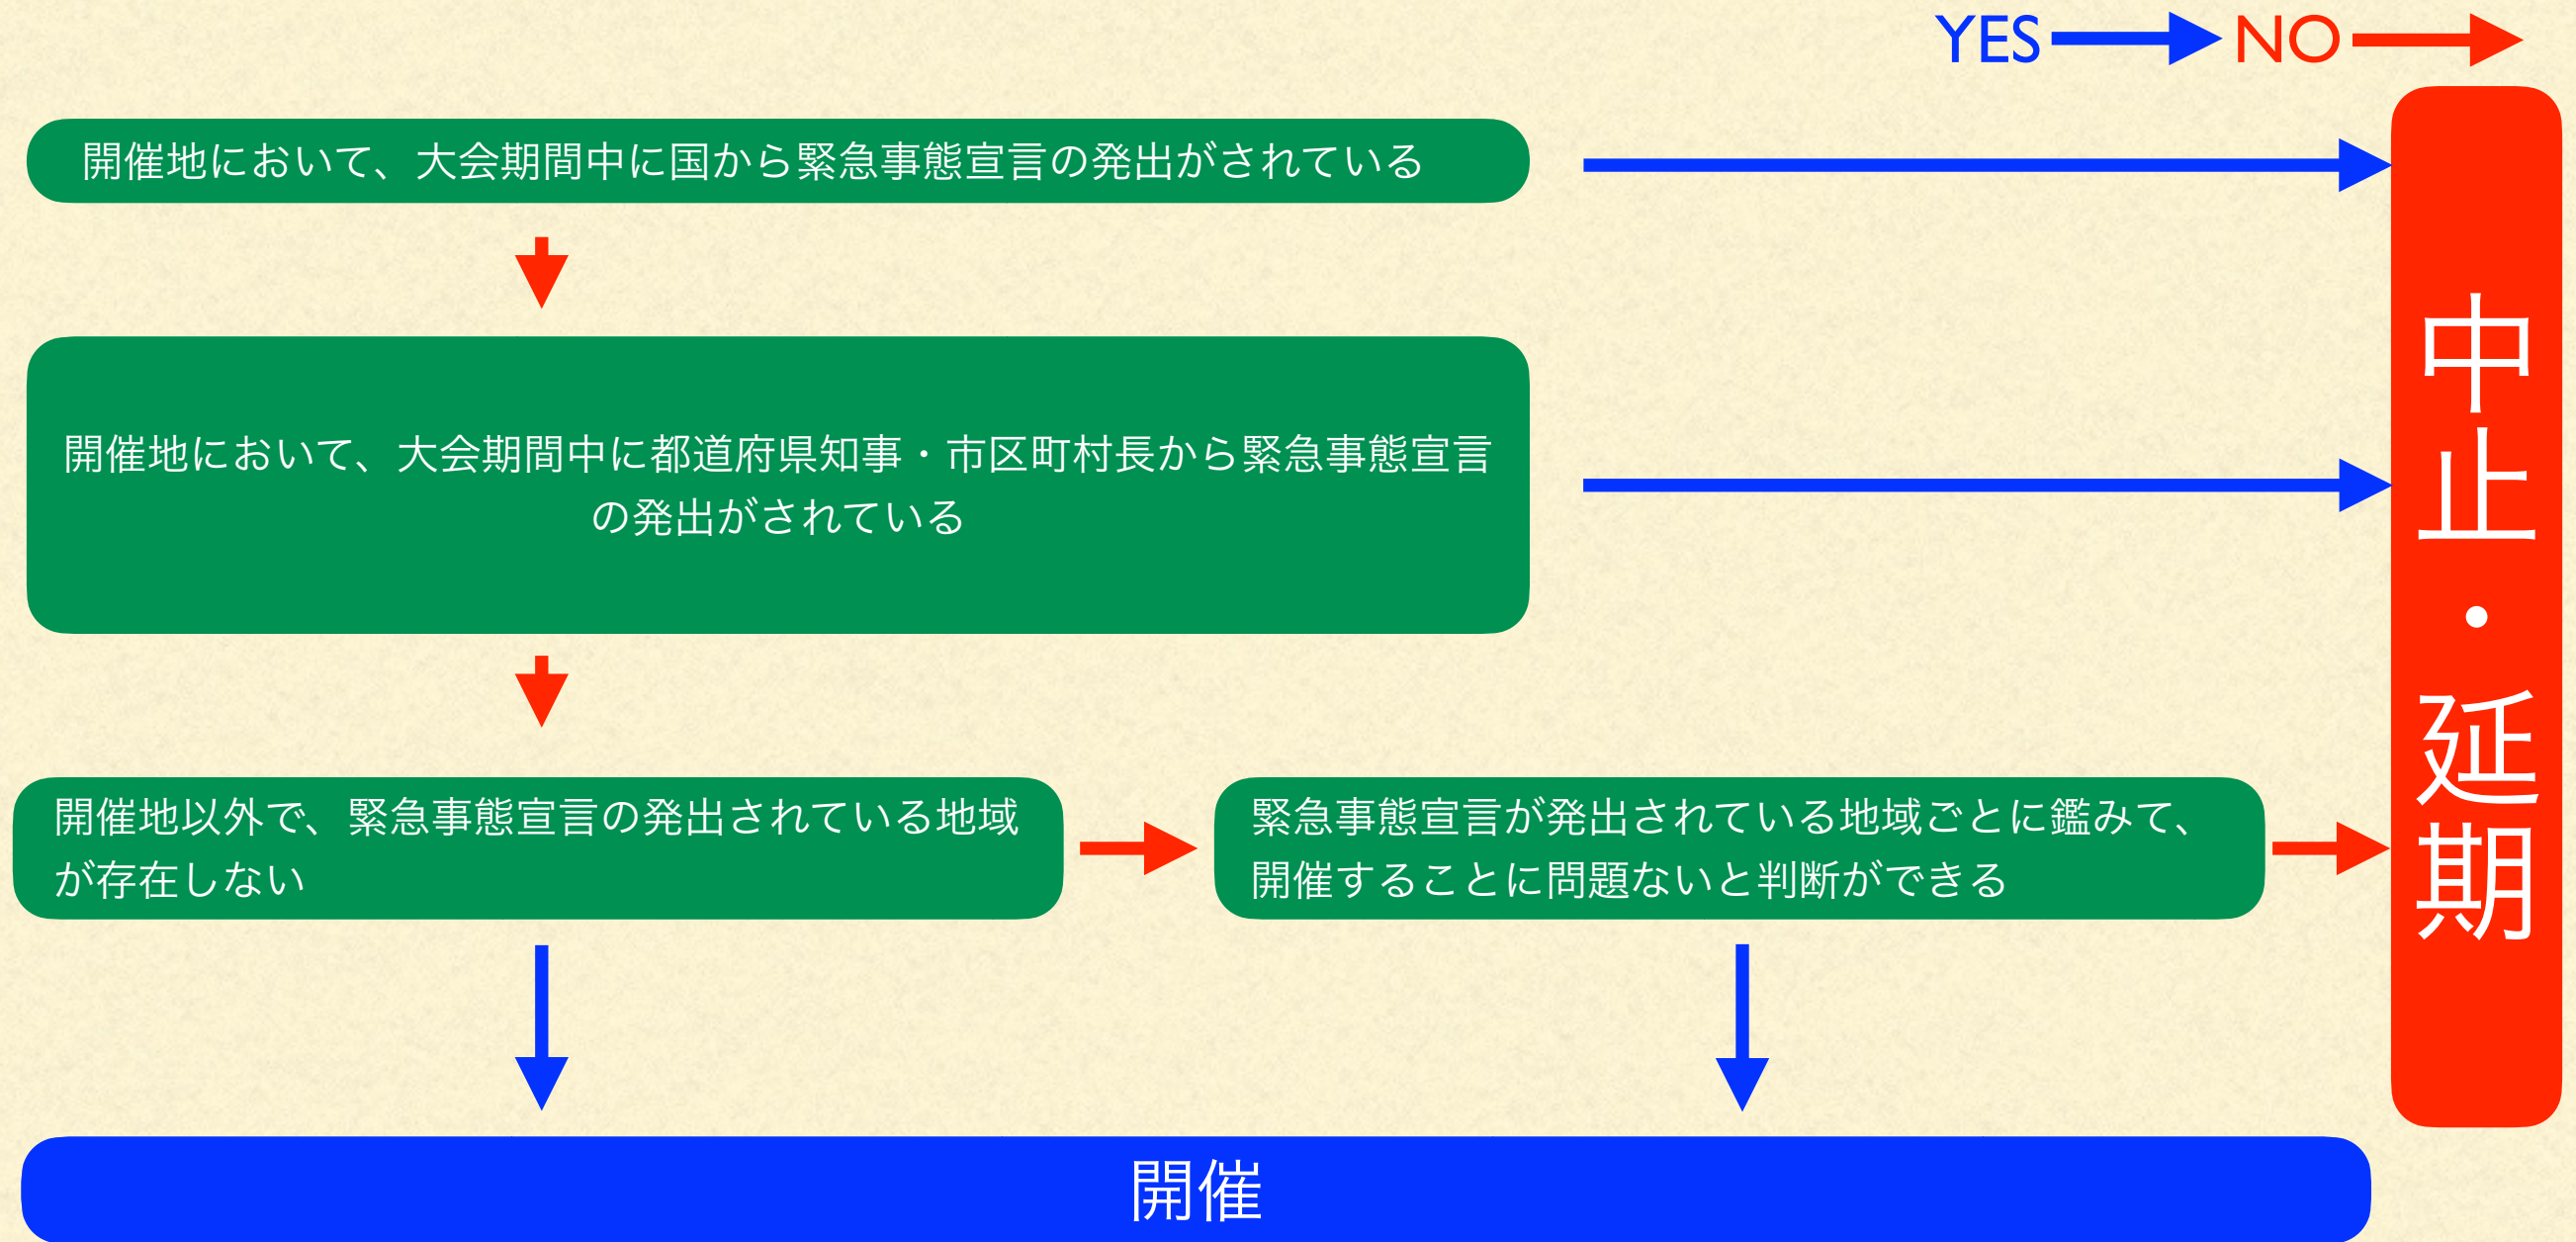 YES NO
開催地において、大会期間中に国から緊急事態宣言の発出がされている
開催地において、大会期間中に都道府県知事・市区町村長から緊急事態宣言
の発出がされている
開催地以外で、緊急事態宣言の発出されている地域
が存在しない
緊急事態宣言が発出されている地域ごとに鑑みて、
開催することに問題ないと判断ができる
中止・延期
開催